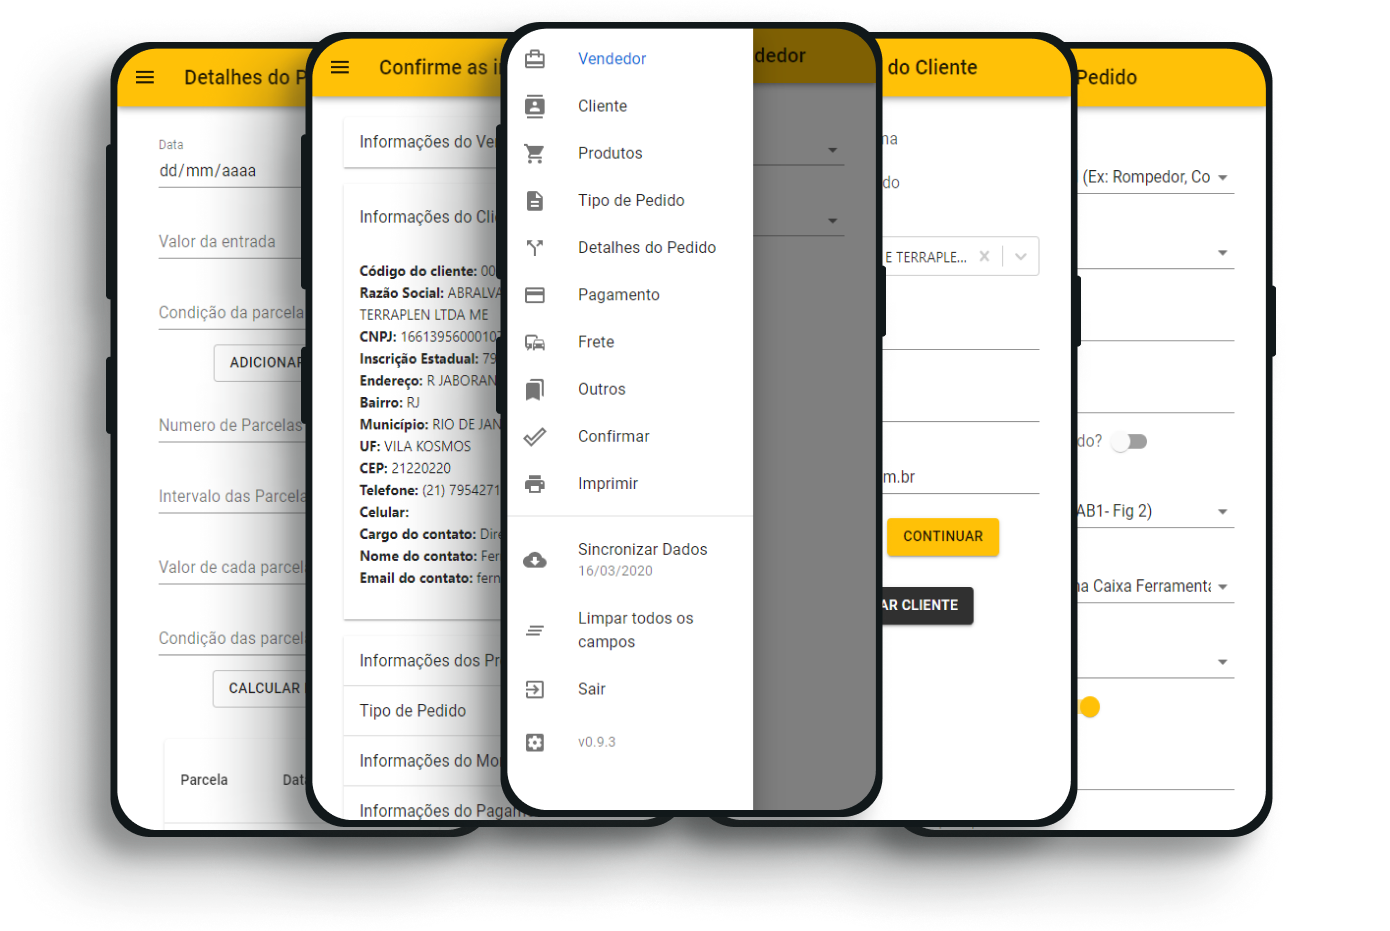 Detalhes do P
Data
dd/mm/aaaa
Valor da entrada
Condição da parcela
ADICIONAR
Numero de Parcelas
Intervalo das Parcela
Valor de cada parcel
Condição das parcel
CALCULAR
Parcela Dat
Confirme as i
Informações do Ve
Informações do Cli
Código do cliente: 00
Razão Social: ABRALVA
TERRAPLEN LTDA ME
CNPJ: 16613956000107
Inscrição Estadual: 79
Endereço: R JABORAN
Bairro: RJ
Município: RIO DE JAN
UF: VILA KOSMOS
CEP: 21220220
Telefone: (21) 7954271
Celular:
Cargo do contato: Dire
Nome do contato: Fer
Email do contato: fern
Informações dos Pr
Tipo de Pedido
Informações do Mo
Informações do Pagam
Vendedor
Cliente
Produtos
Tipo de Pedido
Detalhes do Pedido
Pagamento
Frete
Outros
Confirmar
Imprimir
Sincronizar Dados
16/03/2020
Limpar todos os
campos
Sair
v0.9.3
dedor
do Cliente
na
do
E TERRAPLE...
m.br
CONTINUAR
AR CLIENTE
Pedido
(Ex: Rompedor, Co
do?
AB1- Fig 2)
na Caixa Ferramenta